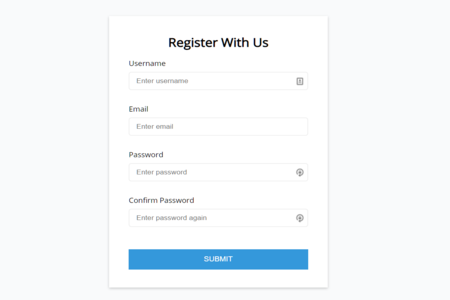 Register With Us
Username
Enter username
Email
Enter email
Password
Enter password
Confirm Password
Enter password again
SUBMIT